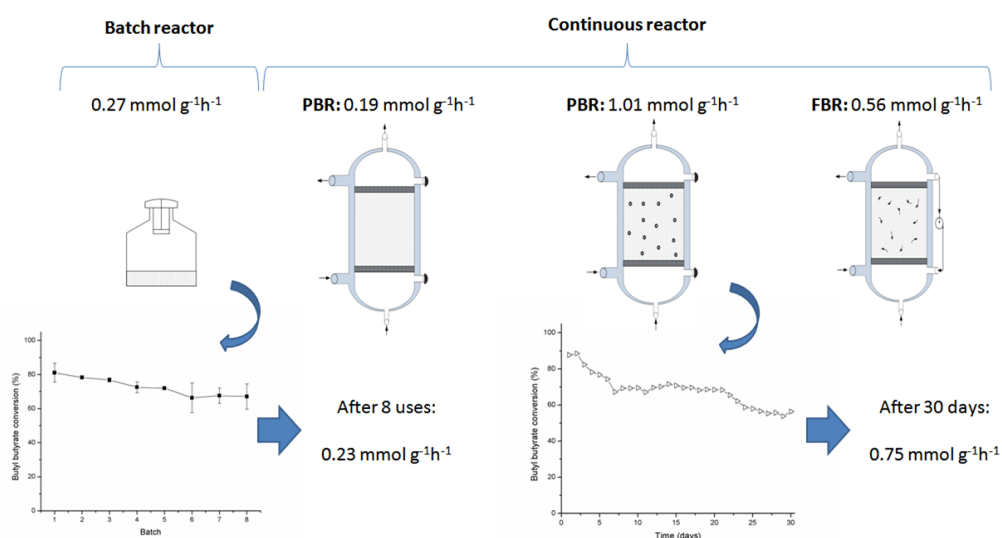 Batch reactor
Continuous reactor
0.27 mmol g⁻¹h⁻¹
PBR: 0.19 mmol g⁻¹h⁻¹
PBR: 1.01 mmol g⁻¹h⁻¹
FBR: 0.56 mmol g⁻¹h⁻¹
Butyl butyrate conversion (%)
100
80
60
40
20
0
1 2 3 4 5 6 7 8
Batch
After 8 uses:
0.23 mmol g⁻¹h⁻¹
Butyl butyrate conversion (%)
100
80
60
40
20
0
0 5 10 15 20 25 30
Time (days)
After 30 days:
0.75 mmol g⁻¹h⁻¹